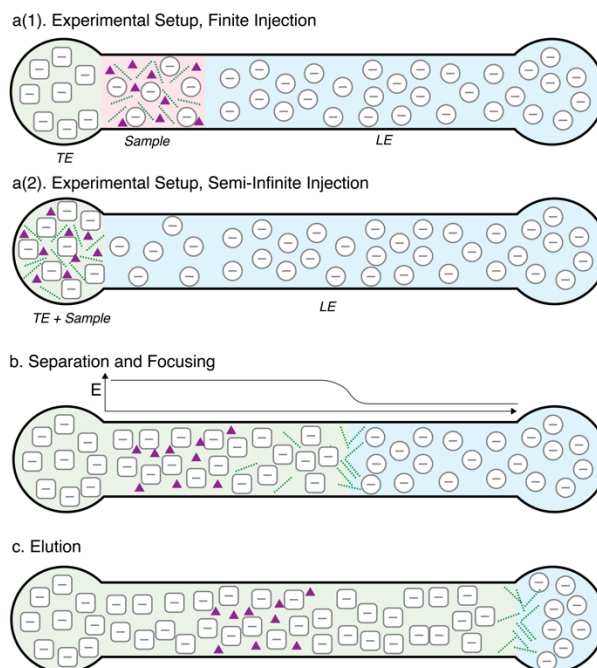 a(1). Experimental Setup, Finite Injection
TE
Sample
LE
a(2). Experimental Setup, Semi-Infinite Injection
TE + Sample
LE
b. Separation and Focusing
E
c. Elution